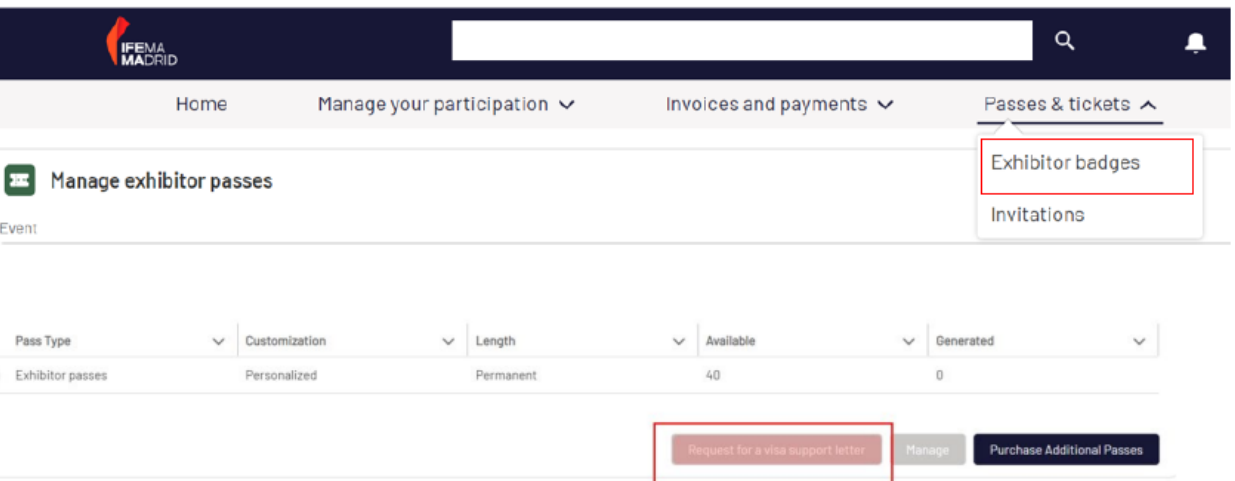 IFEMA
MADRID
Home Manage your participation Invoices and payments Passes & tickets
Exhibitor badges
Invitations
Manage exhibitor passes
Event
Pass Type Customization Length Available Generated
Exhibitor passes Personalized Permanent 40 0
Request for a visa support letter Manage Purchase Additional Passes